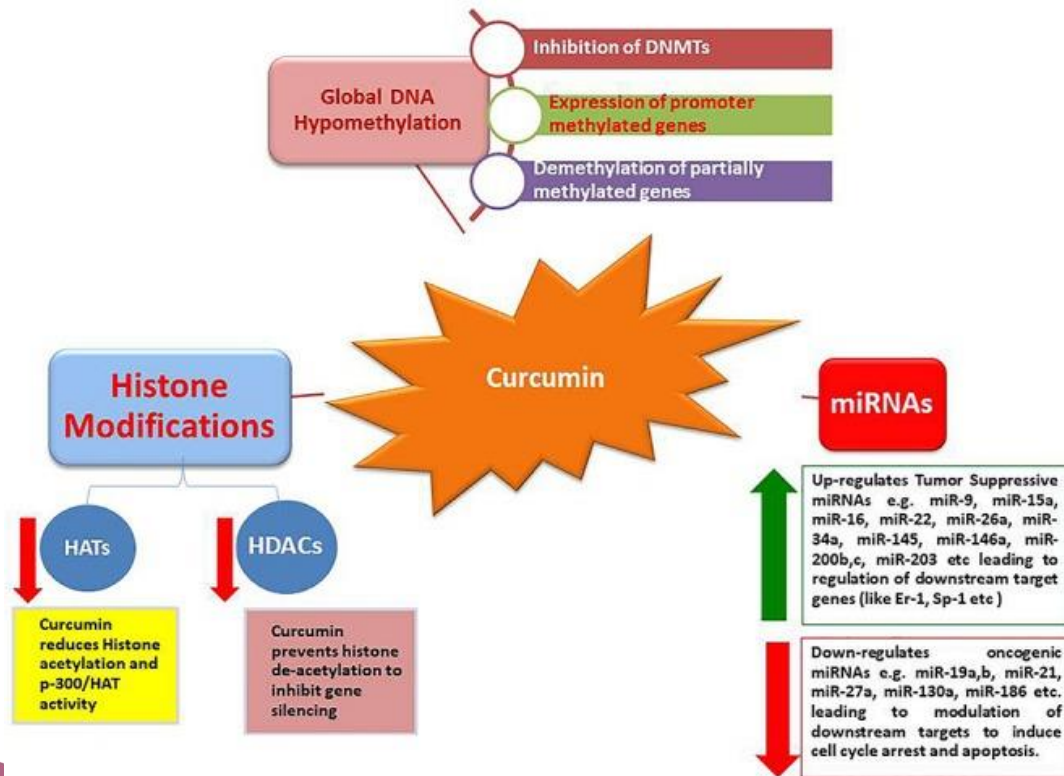 Inhibition of DNMTs
Global DNA
Hypomethylation
Expression of promoter
methylated genes
Demethylation of partially
methylated genes
Curcumin
Histone
Modifications
miRNAs
HATs
HDACs
Curcumin
reduces Histone
acetylation and
p-300/HAT
activity
Curcumin
prevents histone
de-acetylation to
inhibit gene
silencing
Up-regulates Tumor Suppressive
miRNAs e.g. miR-9, miR-15a,
miR-16, miR-22, miR-26a, miR-
34a, miR-145, miR-146a, miR-
200b,c, miR-203 etc leading to
regulation of downstream target
genes (like Er-1, Sp-1 etc )
Down-regulates oncogenic
miRNAs e.g. miR-19a,b, miR-21,
miR-27a, miR-130a, miR-186 etc.
leading to modulation of
downstream targets to induce
cell cycle arrest and apoptosis.